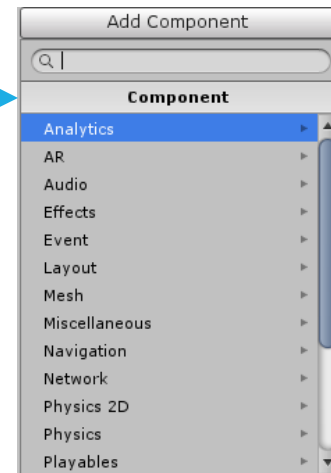 Add Component
Component
Analytics
AR
Audio
Effects
Event
Layout
Mesh
Miscellaneous
Navigation
Network
Physics 2D
Physics
Playables